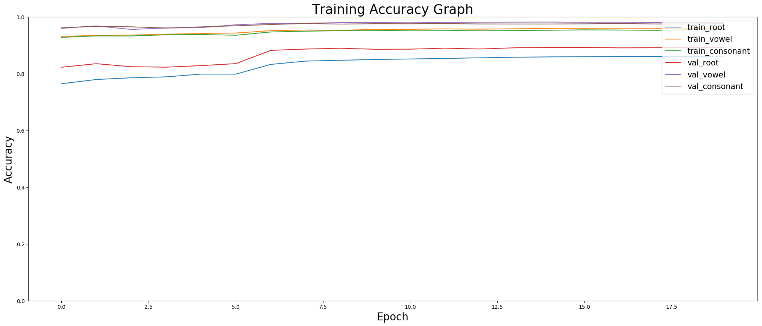 Training Accuracy Graph
1.0
0.8
0.6
0.4
0.2
0.0
Accuracy
0.0 2.5 5.0 7.5 10.0 12.5 15.0 17.5
Epoch
train_root
train_vowel
train_consonant
val_root
val_vowel
val_consonant